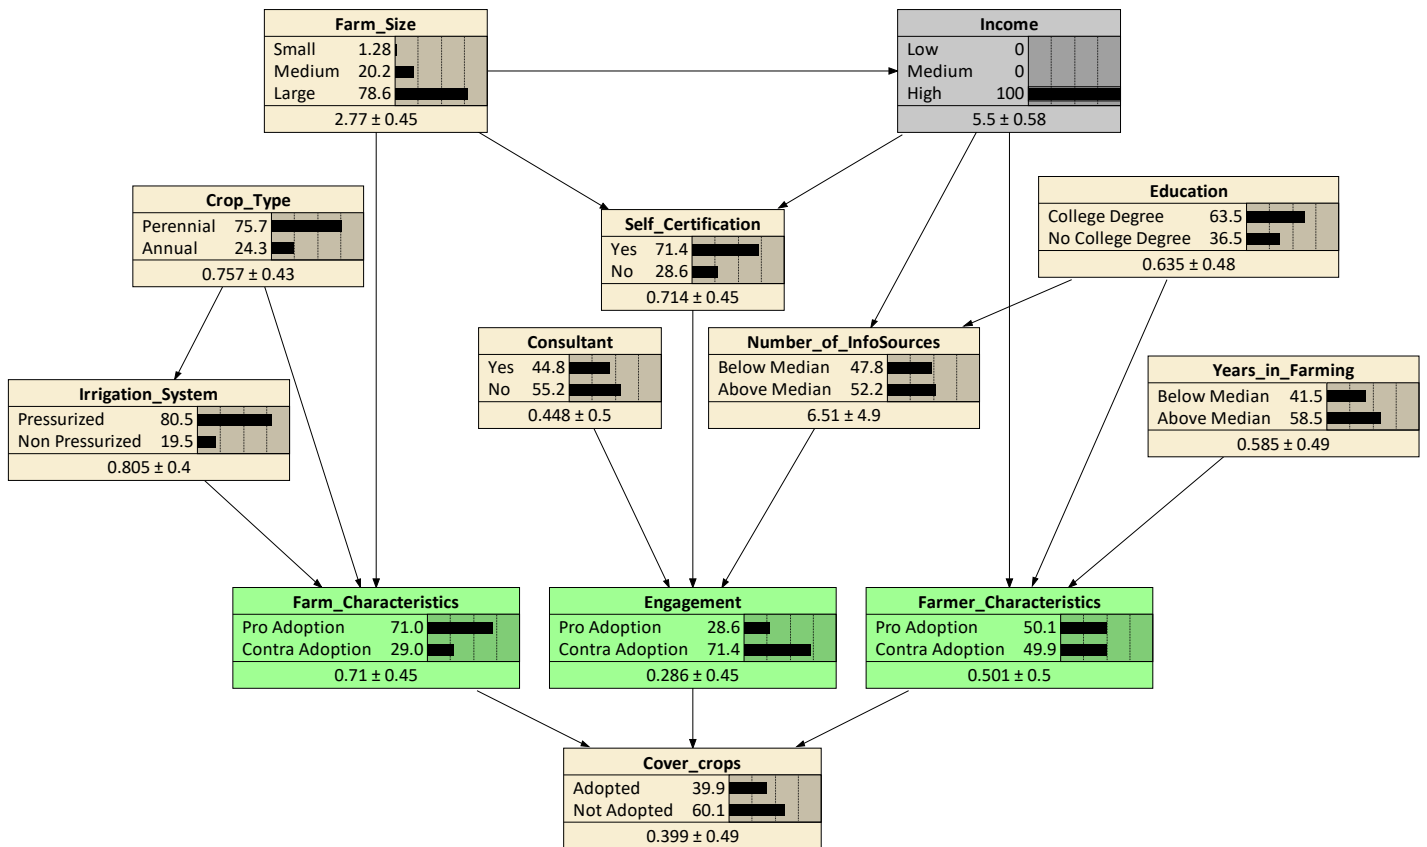 Farm_Size
Small 1.28
Medium 20.2
Large 78.6
2.77 ± 0.45
Income
Low 0
Medium 0
High 100
5.5 ± 0.58
Crop_Type
Perennial 75.7
Annual 24.3
0.757 ± 0.43
Self_Certification
Yes 71.4
No 28.6
0.714 ± 0.45
Education
College Degree 63.5
No College Degree 36.5
0.635 ± 0.48
Irrigation_System
Pressurized 80.5
Non Pressurized 19.5
0.805 ± 0.4
Consultant
Yes 44.8
No 55.2
0.448 ± 0.5
Number_of_InfoSources
Below Median 47.8
Above Median 52.2
6.51 ± 4.9
Years_in_Farming
Below Median 41.5
Above Median 58.5
0.585 ± 0.49
Farm_Characteristics
Pro Adoption 71.0
Contra Adoption 29.0
0.71 ± 0.45
Engagement
Pro Adoption 28.6
Contra Adoption 71.4
0.286 ± 0.45
Farmer_Characteristics
Pro Adoption 50.1
Contra Adoption 49.9
0.501 ± 0.5
Cover_crops
Adopted 39.9
Not Adopted 60.1
0.399 ± 0.49